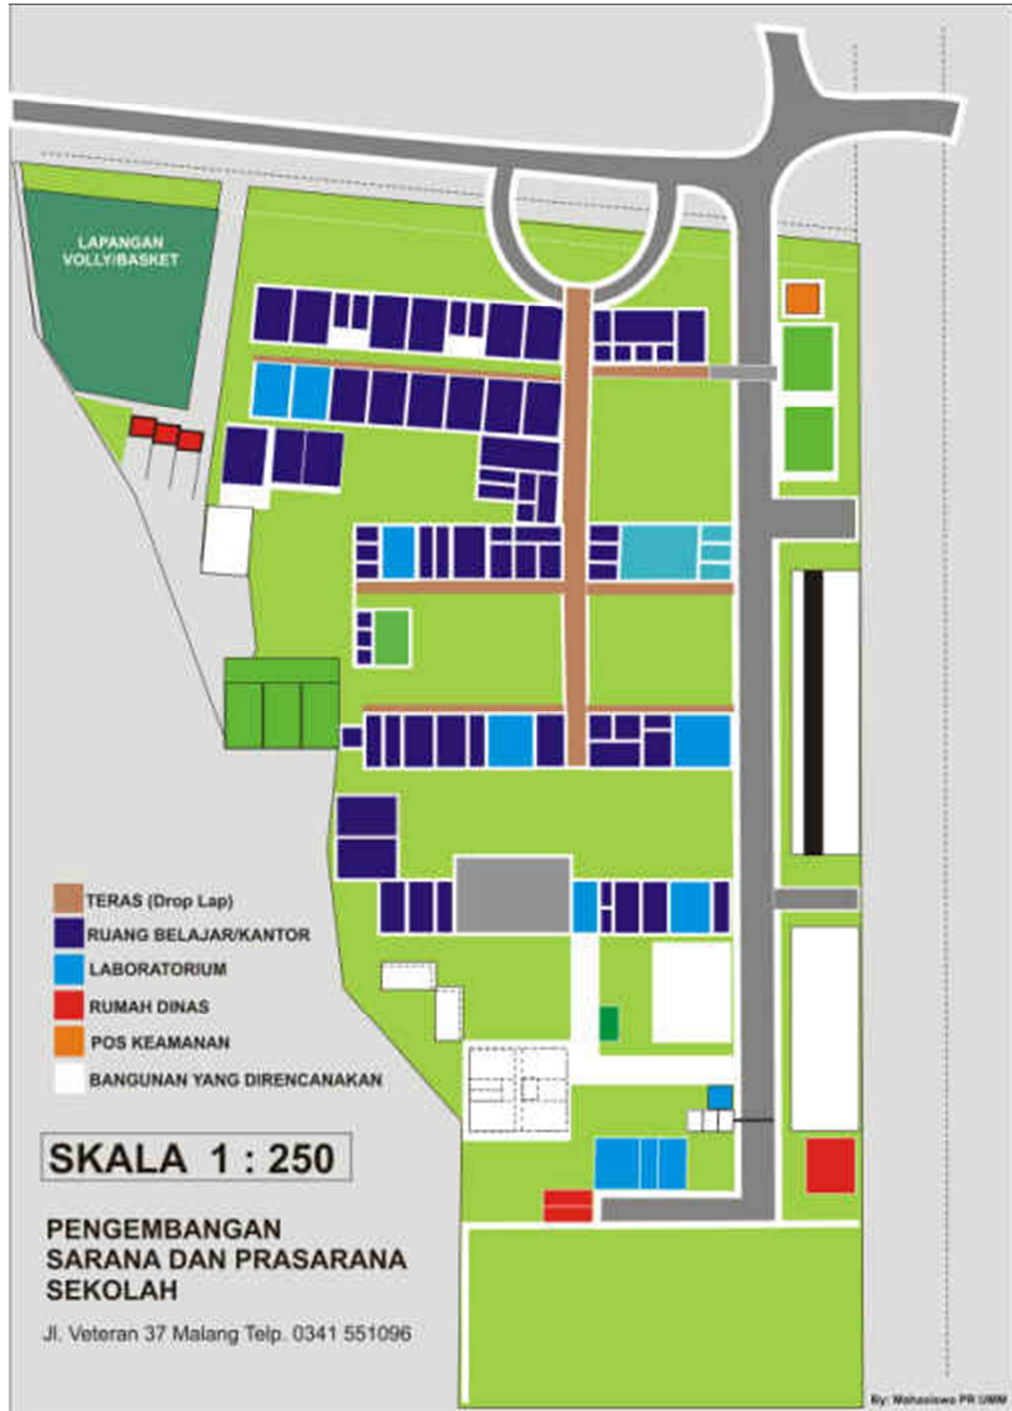 LAPANGAN
VOLLY/BASKET
TERAS (Drop Lap)
RUANG BELAJAR/KANTOR
LABORATORIUM
RUMAH DINAS
POS KEAMANAN
BANGUNAN YANG DIRENCANAKAN
SKALA 1 : 250
PENGEMBANGAN
SARANA DAN PRASARANA
SEKOLAH
Jl. Veteran 37 Malang Telp. 0341 551096
By: Mahasiswa PR UMM